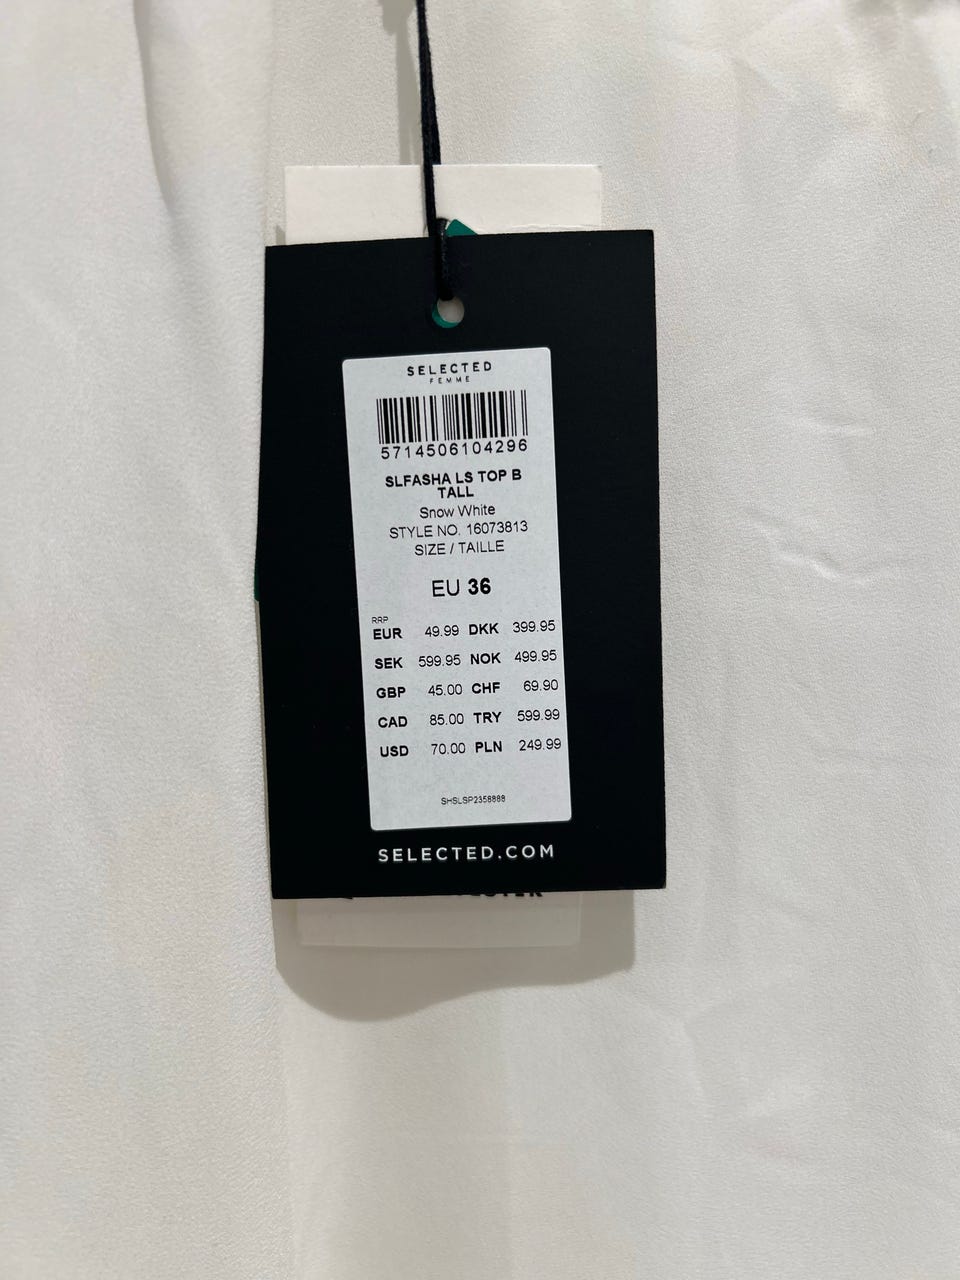 SELECTED
FEMME
5714506104296
SLFASHA LS TOP B
TALL
Snow White
STYLE NO. 16073813
SIZE / TAILLE
EU 36
RRP
EUR 49.99 DKK 399.95
SEK 599.95 NOK 499.95
GBP 45.00 CHF 69.90
CAD 85.00 TRY 599.99
USD 70.00 PLN 249.99
SHSLSP2358888
SELECTED.COM